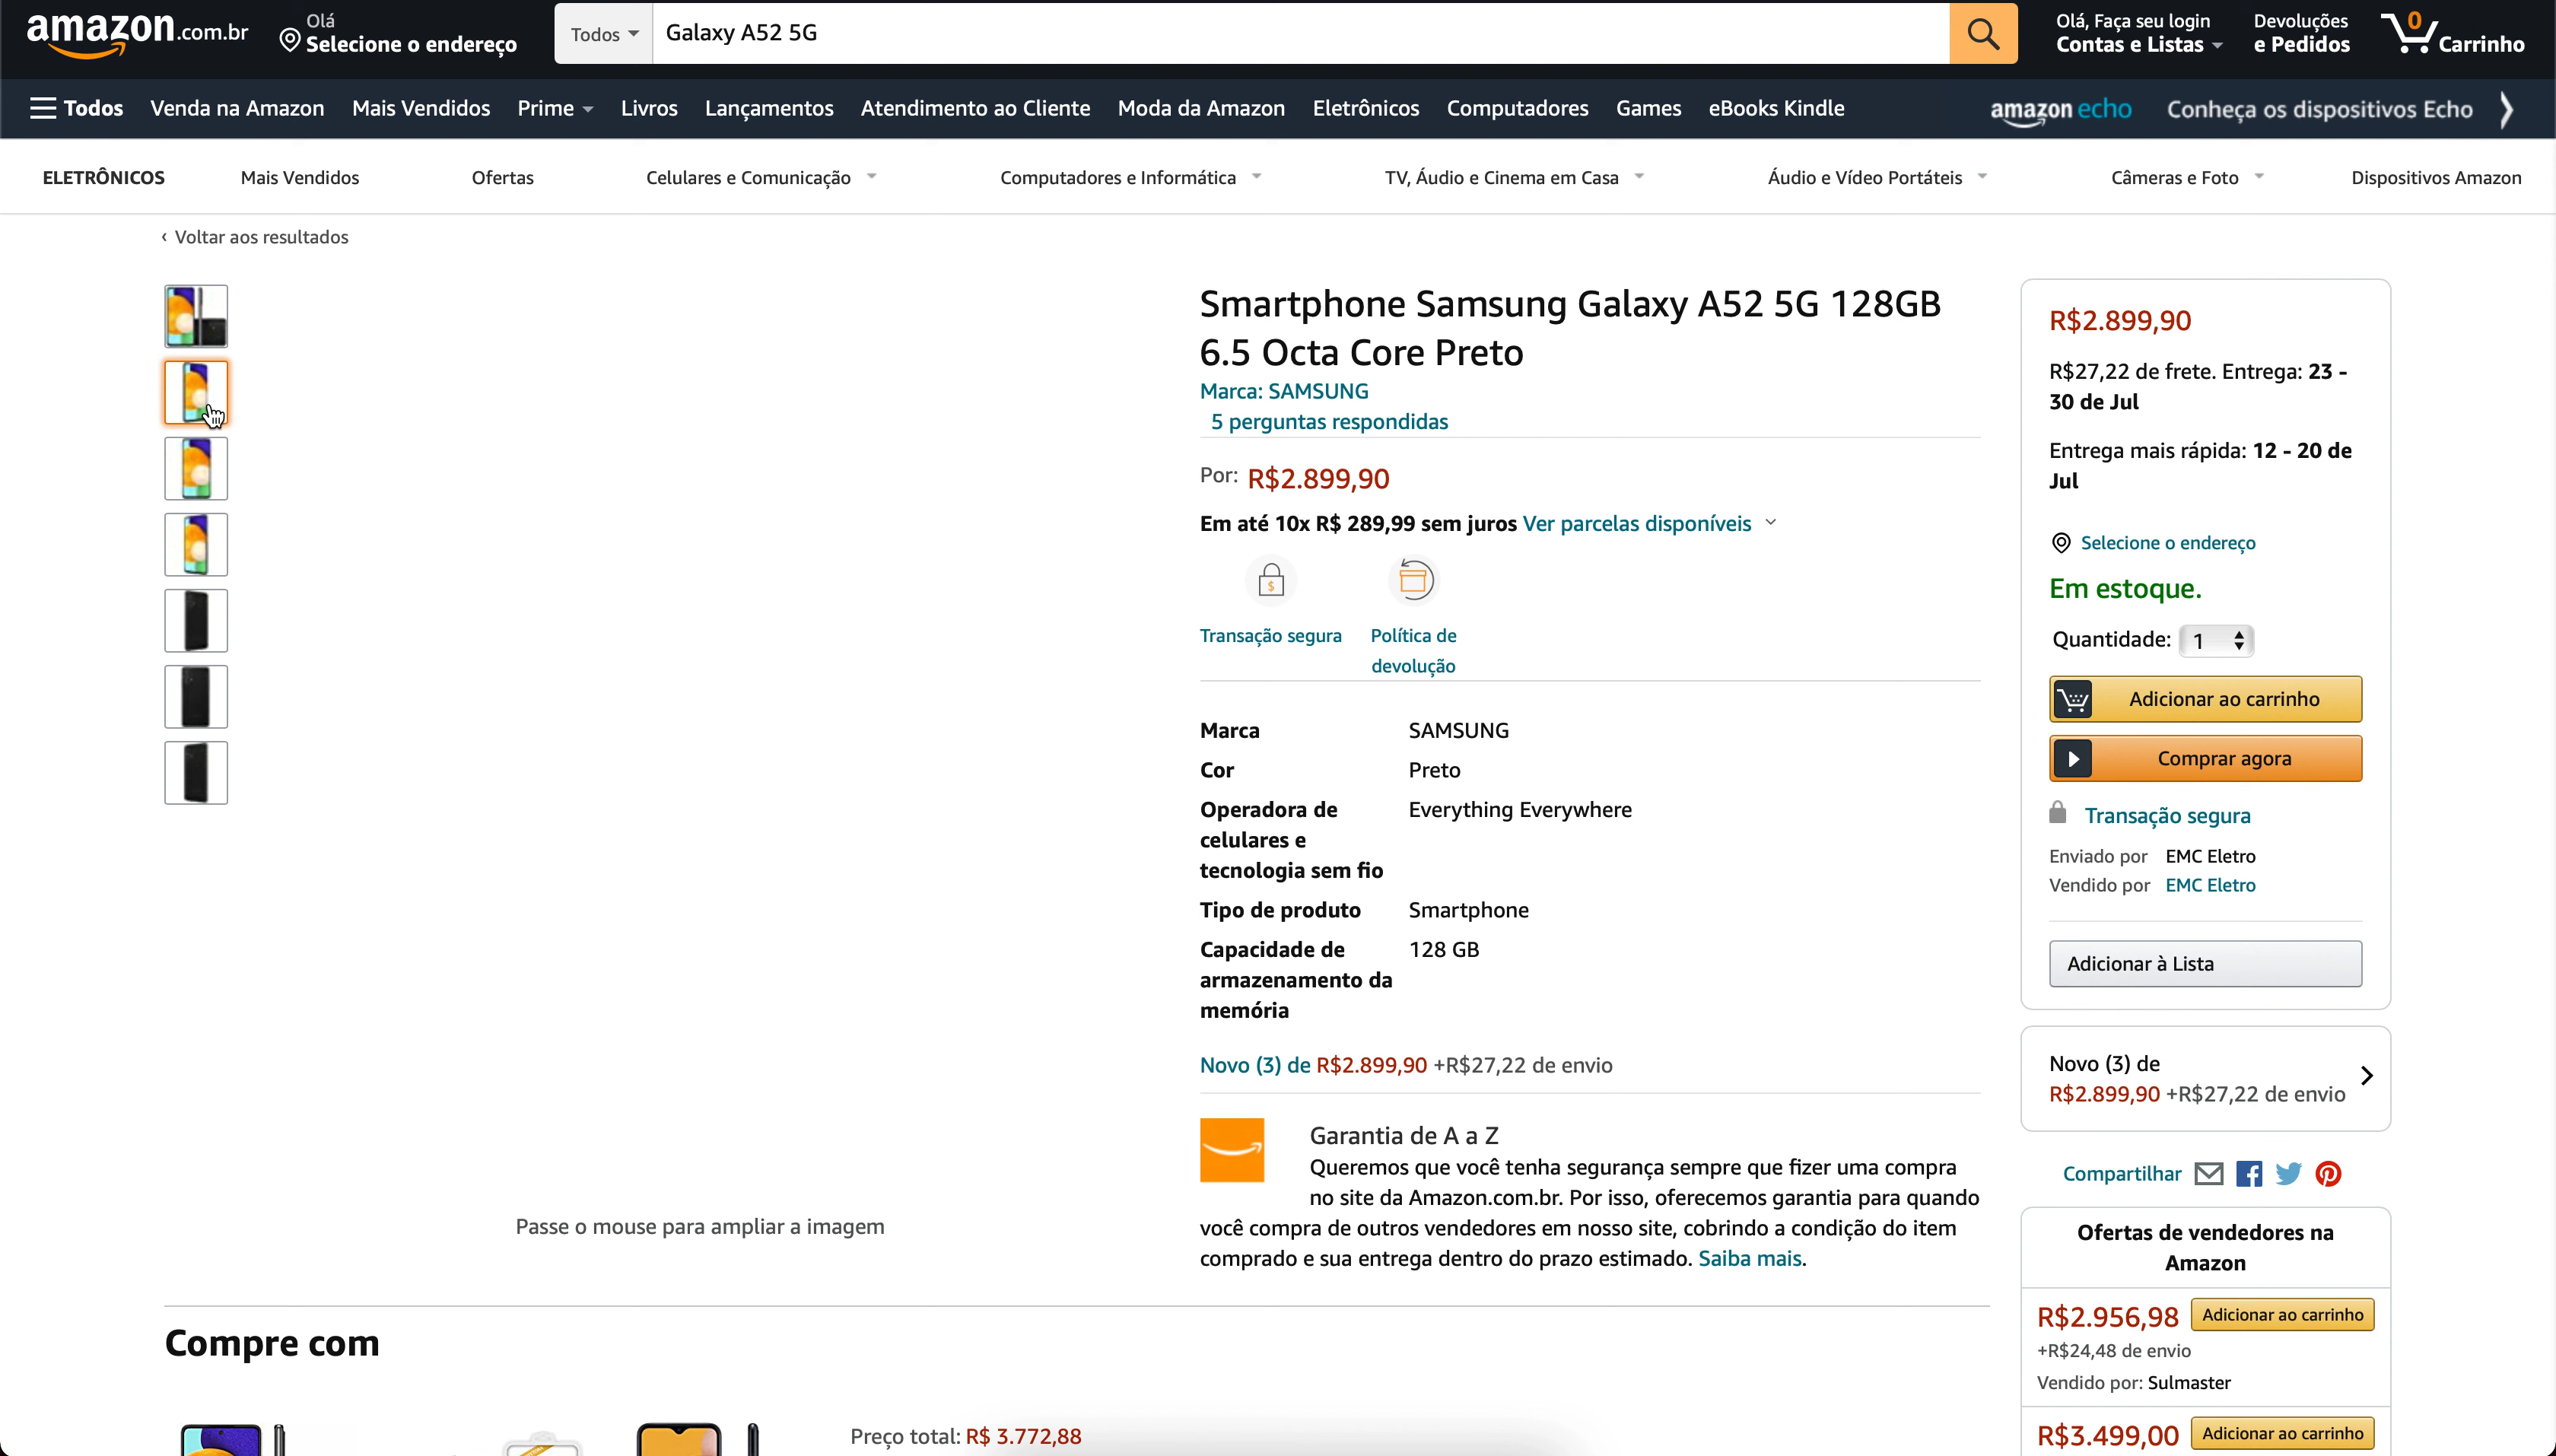 amazon.com.br
Olá
Selecione o endereço
Todos
Galaxy A52 5G
Olá, Faça seu login
Contas e Listas
Devoluções
e Pedidos
0
Carrinho
Todos
Venda na Amazon
Mais Vendidos
Prime
Livros
Lançamentos
Atendimento ao Cliente
Moda da Amazon
Eletrônicos
Computadores
Games
eBooks Kindle
amazon echo
Conheça os dispositivos Echo
ELETRÔNICOS
Mais Vendidos
Ofertas
Celulares e Comunicação
Computadores e Informática
TV, Áudio e Cinema em Casa
Áudio e Vídeo Portáteis
Câmeras e Foto
Dispositivos Amazon
‹ Voltar aos resultados
Passe o mouse para ampliar a imagem
Smartphone Samsung Galaxy A52 5G 128GB
6.5 Octa Core Preto
Marca: SAMSUNG
5 perguntas respondidas
Por: R$2.899,90
Em até 10x R$ 289,99 sem juros Ver parcelas disponíveis
$
Transação segura
Política de
devolução
Marca SAMSUNG
Cor Preto
Operadora de Everything Everywhere
celulares e
tecnologia sem fio
Tipo de produto Smartphone
Capacidade de 128 GB
armazenamento da
memória
Novo (3) de R$2.899,90 +R$27,22 de envio
Garantia de A a Z
Queremos que você tenha segurança sempre que fizer uma compra
no site da Amazon.com.br. Por isso, oferecemos garantia para quando
você compra de outros vendedores em nosso site, cobrindo a condição do item
comprado e sua entrega dentro do prazo estimado. Saiba mais.
R$2.899,90
R$27,22 de frete. Entrega: 23 -
30 de Jul
Entrega mais rápida: 12 - 20 de
Jul
Selecione o endereço
Em estoque.
Quantidade: 1
Adicionar ao carrinho
Comprar agora
Transação segura
Enviado por EMC Eletro
Vendido por EMC Eletro
Adicionar à Lista
Novo (3) de
R$2.899,90 +R$27,22 de envio
Compartilhar
Ofertas de vendedores na
Amazon
R$2.956,98 Adicionar ao carrinho
+R$24,48 de envio
Vendido por: Sulmaster
R$3.499,00 Adicionar ao carrinho
Compre com
Preço total: R$ 3.772,88